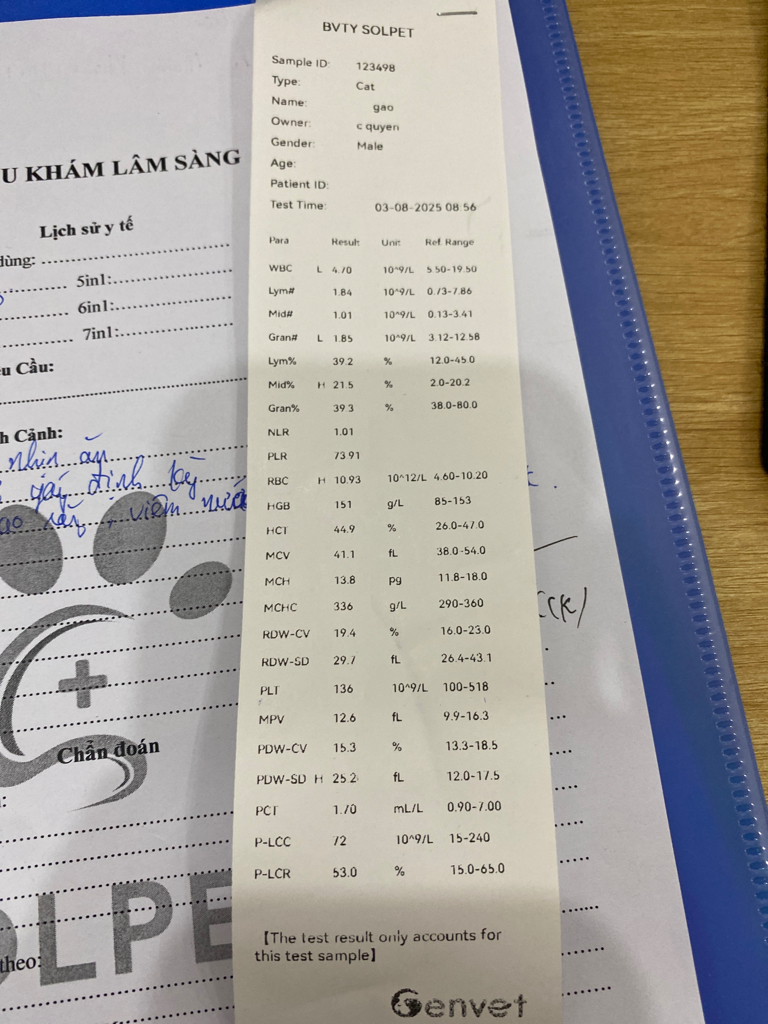 BVTY SOLPET
Sample ID: 123498
Type: Cat
Name: gao
Owner: c quyen
Gender: Male
Age:
Patient ID:
Test Time: 03-08-2025 08:56
Para Result Unit Ref. Range
WBC L 4.70 10^9/L 5.50-19.50
Lym# 1.84 10^9/L 0.73-7.86
Mid# 1.01 10^9/L 0.13-3.41
Gran# L 1.85 10^9/L 3.12-12.58
Lym% 39.2 % 12.0-45.0
Mid% H 21.5 % 2.0-20.2
Gran% 39.3 % 38.0-80.0
NLR 1.01
PLR 73.91
RBC H 10.93 10^12/L 4.60-10.20
HGB 151 g/L 85-153
HCT 44.9 % 26.0-47.0
MCV 41.1 fL 38.0-54.0
MCH 13.8 pg 11.8-18.0
MCHC 336 g/L 290-360
RDW-CV 19.4 % 16.0-23.0
RDW-SD 29.7 fL 26.4-43.1
PLT 136 10^9/L 100-518
MPV 12.6 fL 9.9-16.3
PDW-CV 15.3 % 13.3-18.5
PDW-SD H 25.2 fL 12.0-17.5
PCT 1.70 mL/L 0.90-7.00
P-LCC 72 10^9/L 15-240
P-LCR 53.0 % 15.0-65.0
【The test result only accounts for
this test sample】
Genvet
U KHÁM LÂM SÀNG
Lịch sử y tế
dùng:
5in1:
6in1:
7in1:
u Cầu:
h Cảnh:
nhịn ăn
định kỳ
viêm
Chẩn đoán
OLPE
theo: